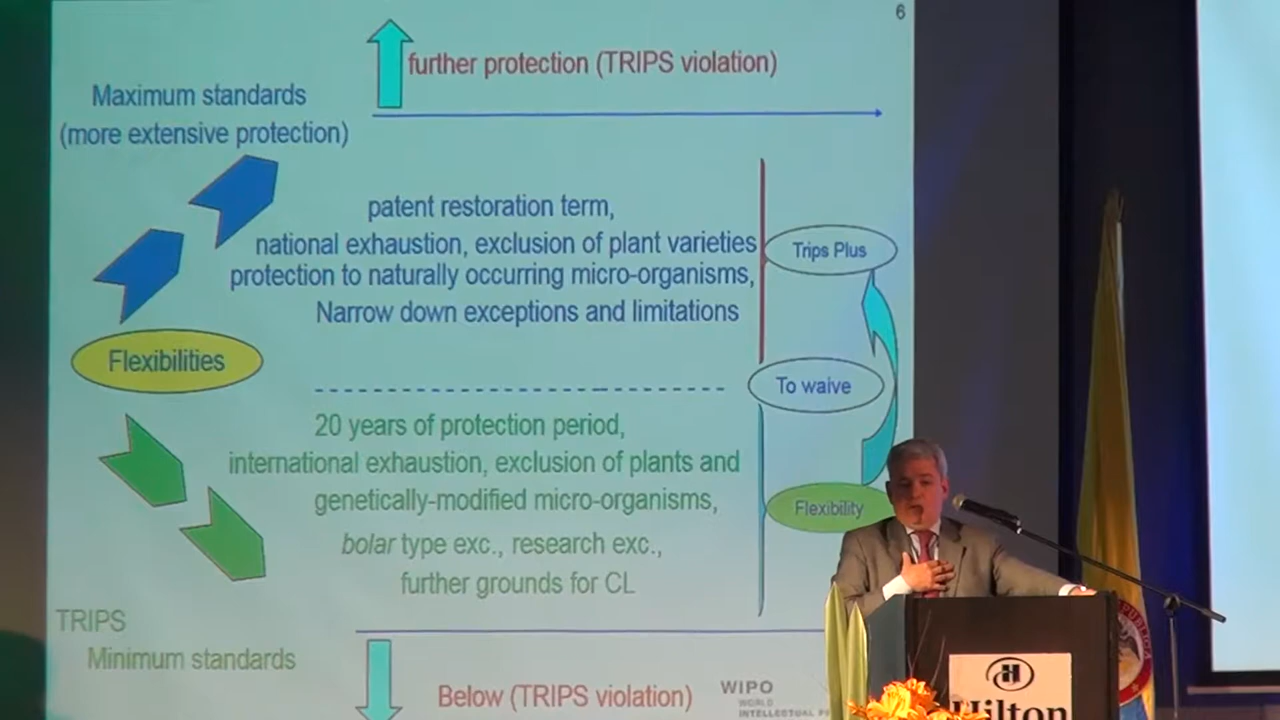 6
further protection (TRIPS violation)
Maximum standards
(more extensive protection)
patent restoration term,
national exhaustion, exclusion of plant varieties
protection to naturally occurring micro-organisms,
Narrow down exceptions and limitations
Trips Plus
Flexibilities
To waive
20 years of protection period,
international exhaustion, exclusion of plants and
genetically-modified micro-organisms,
bolar type exc., research exc.,
further grounds for CL
Flexibility
TRIPS
Minimum standards
Below (TRIPS violation)
WIPO
WORLD
INTELLECTUAL
H
Hilton